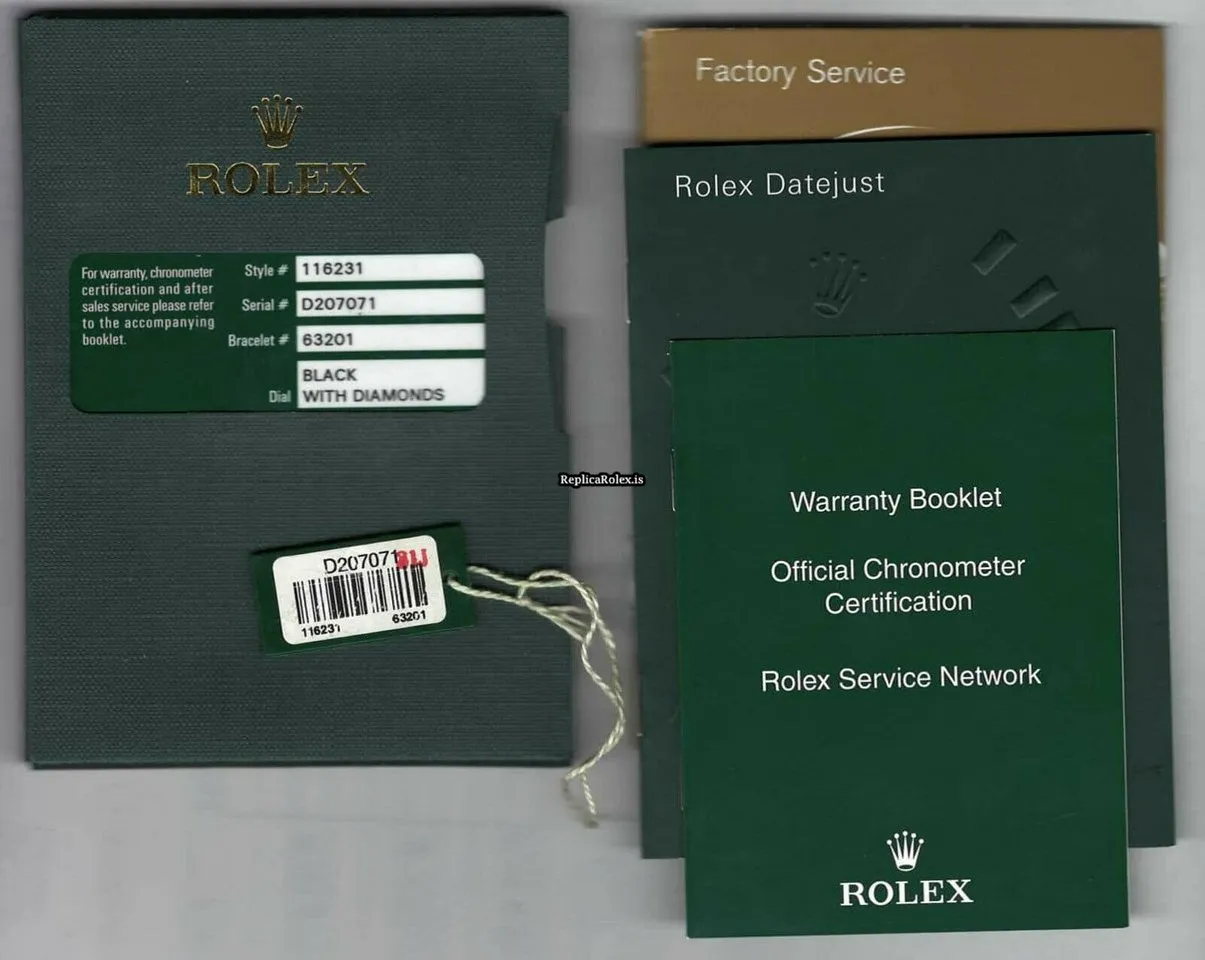 ROLEX
For warranty, chronometer
certification and after
sales service please refer
to the accompanying
booklet.
Style # 116231
Serial # D207071
Bracelet # 63201
Dial BLACK
WITH DIAMONDS
D207071
116231 63201
ReplicaRolex.is
Factory Service
Rolex Datejust
Warranty Booklet
Official Chronometer
Certification
Rolex Service Network
ROLEX